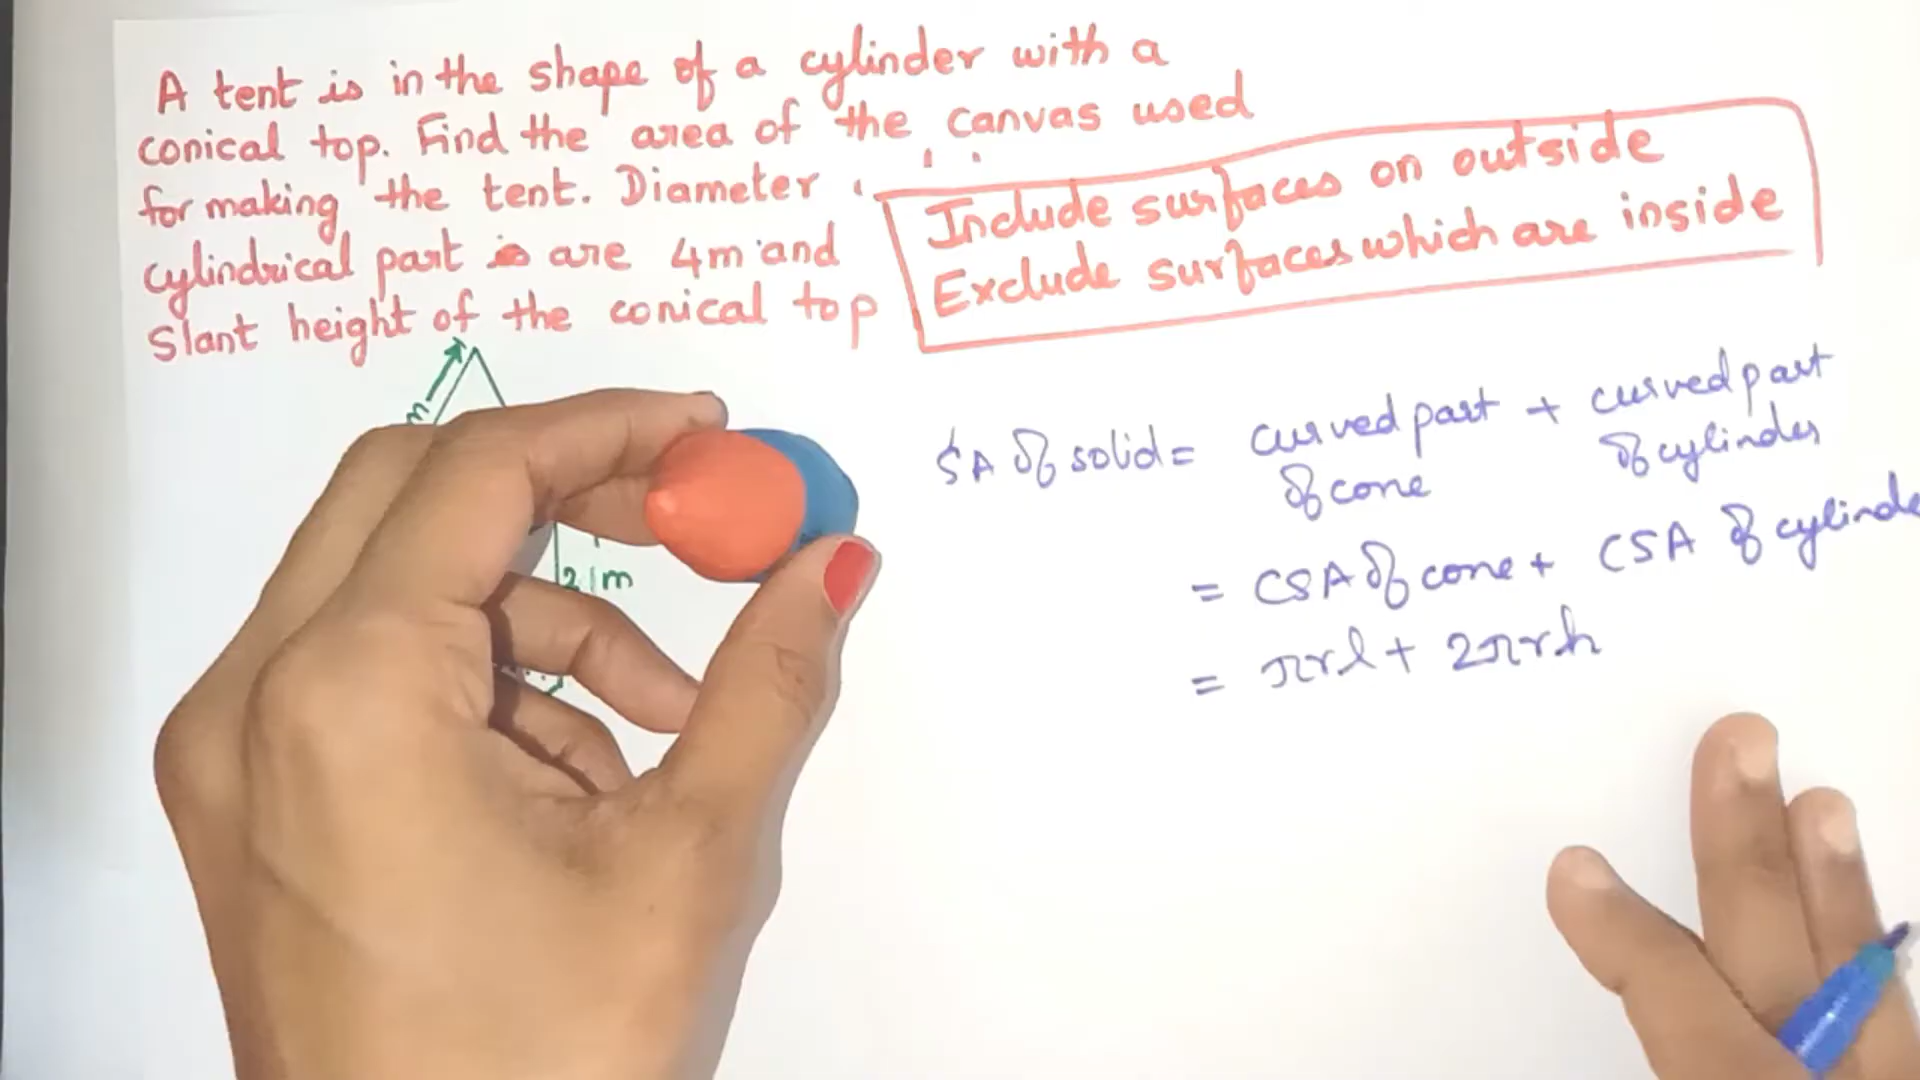 A tent is in the shape of a cylinder with a
conical top. Find the area of the canvas used
for making the tent. Diameter
cylindrical part is are 4m and
Slant height of the conical top
Include surfaces on outside
Exclude surfaces which are inside
m
2.1m
SA of solid = curved part + curved part
of cone of cylinder
= CSA of cone + CSA of cylinde
= πrl + 2πrh